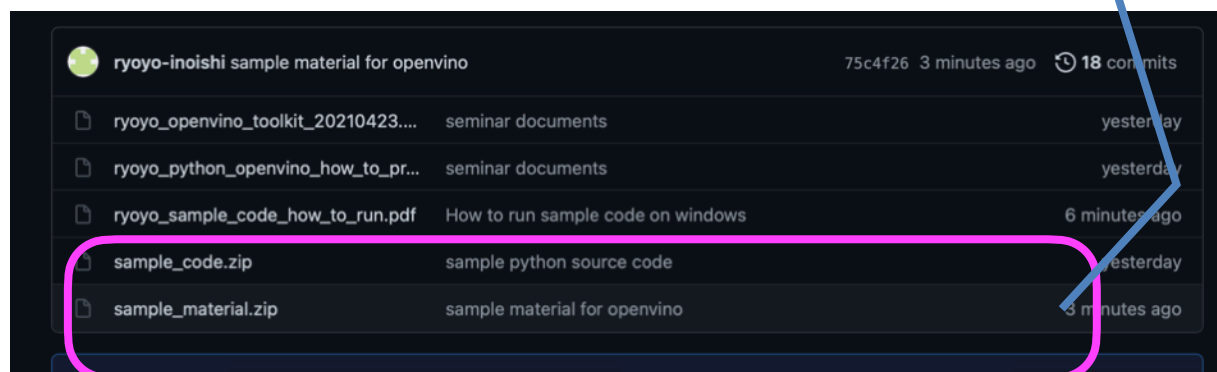 ryoyo-inoishi sample material for openvino 75c4f26 3 minutes ago 18 commits
ryoyo_openvino_toolkit_20210423.... seminar documents yesterday
ryoyo_python_openvino_how_to_pr... seminar documents yesterday
ryoyo_sample_code_how_to_run.pdf How to run sample code on windows 6 minutes ago
sample_code.zip sample python source code yesterday
sample_material.zip sample material for openvino 3 minutes ago